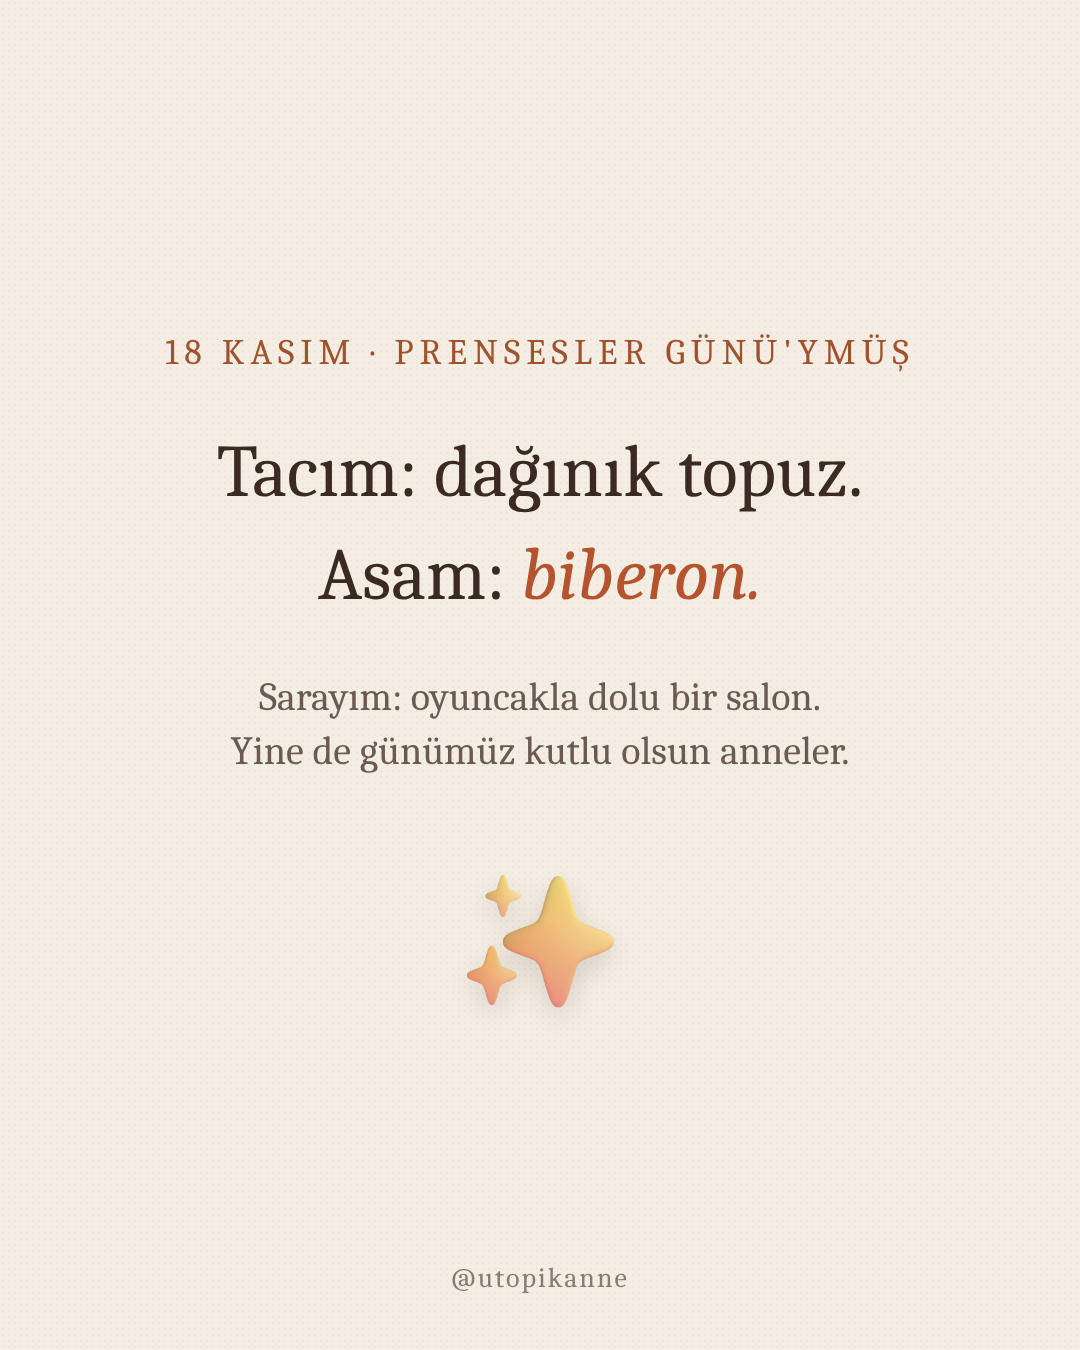 18 KASIM · PRENSESLER GÜNÜ'YMÜŞ
Tacım: dağınık topuz.
Asam: biberon.
Sarayım: oyuncakla dolu bir salon.
Yine de günümüz kutlu olsun anneler.
@utopikanne